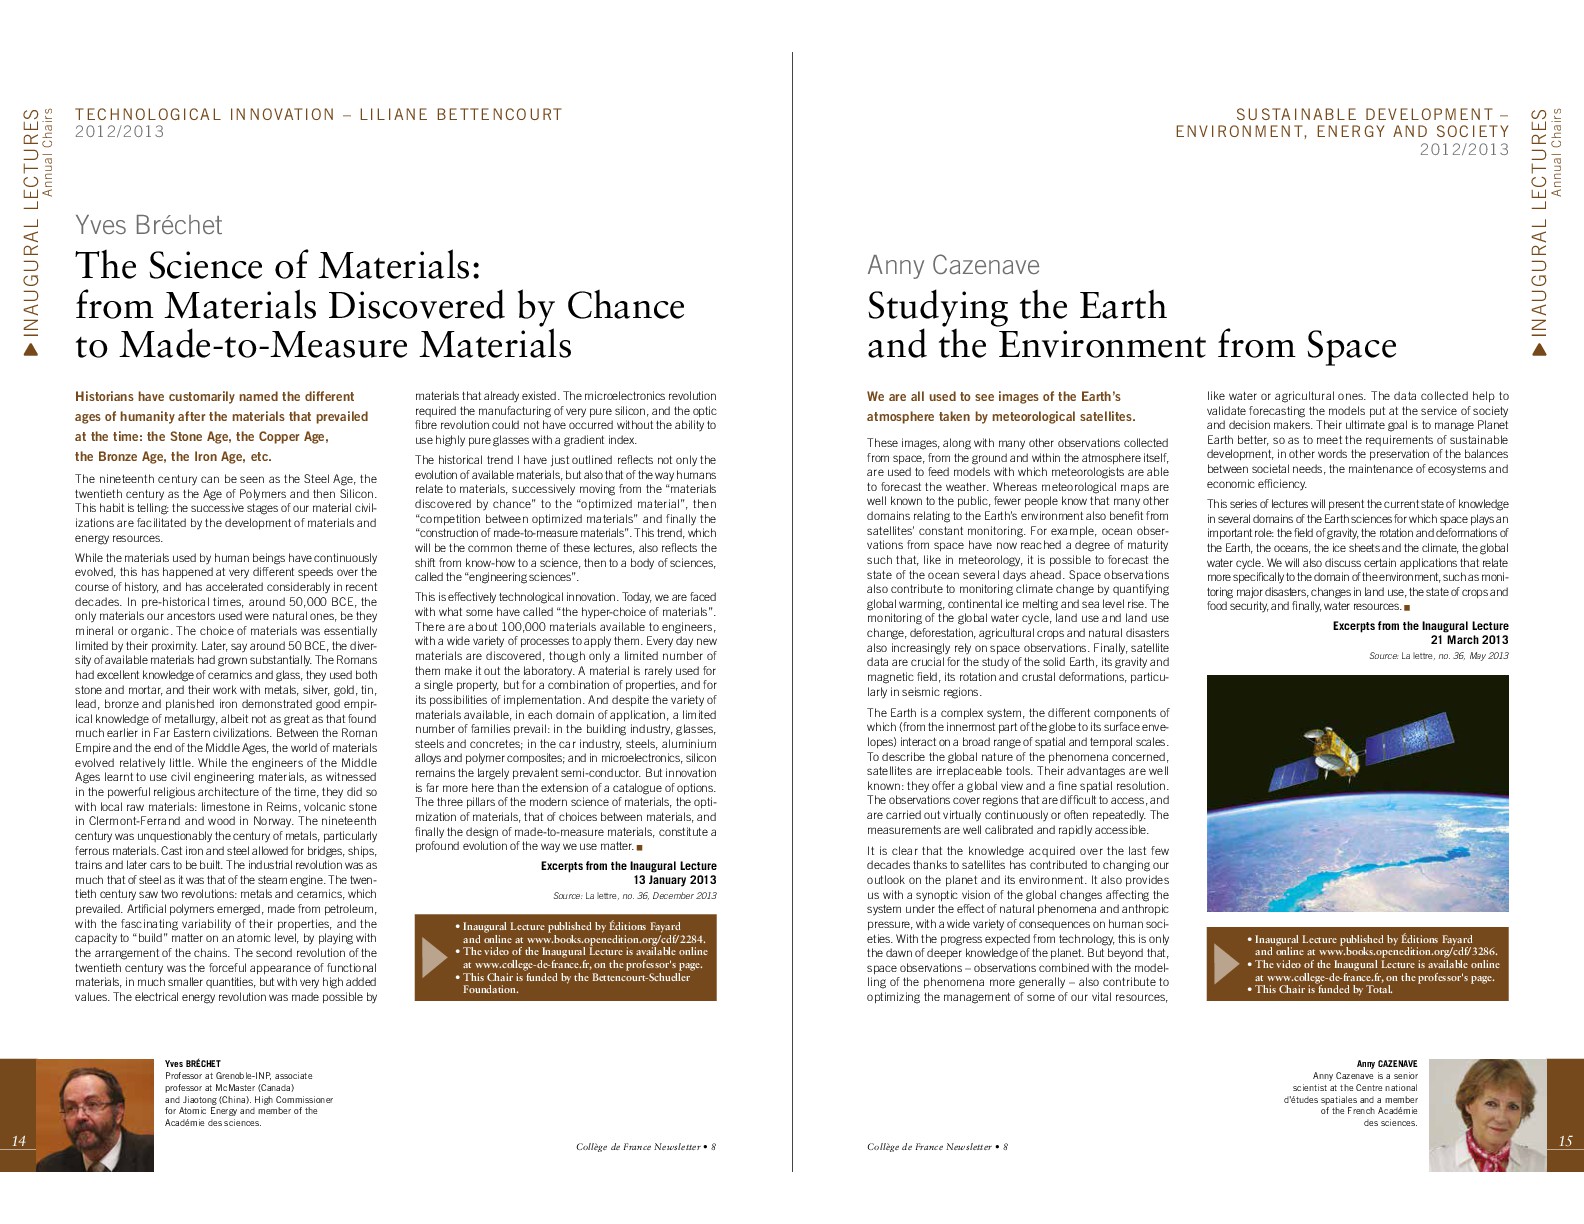 INAUGURAL LECTURES
Annual Chairs
TECHNOLOGICAL INNOVATION – LILIANE BETTENCOURT
2012/2013
Yves Bréchet
The Science of Materials:
from Materials Discovered by Chance
to Made-to-Measure Materials
Historians have customarily named the different
ages of humanity after the materials that prevailed
at the time: the Stone Age, the Copper Age,
the Bronze Age, the Iron Age, etc.
The nineteenth century can be seen as the Steel Age, the
twentieth century as the Age of Polymers and then Silicon.
This habit is telling: the successive stages of our material civil-
izations are facilitated by the development of materials and
energy resources.
While the materials used by human beings have continuously
evolved, this has happened at very different speeds over the
course of history, and has accelerated considerably in recent
decades. In pre-historical times, around 50,000 BCE, the
only materials our ancestors used were natural ones, be they
mineral or organic. The choice of materials was essentially
limited by their proximity. Later, say around 50 BCE, the diver-
sity of available materials had grown substantially. The Romans
had excellent knowledge of ceramics and glass, they used both
stone and mortar, and their work with metals, silver, gold, tin,
lead, bronze and planished iron demonstrated good empir-
ical knowledge of metallurgy, albeit not as great as that found
much earlier in Far Eastern civilizations. Between the Roman
Empire and the end of the Middle Ages, the world of materials
evolved relatively little. While the engineers of the Middle
Ages learnt to use civil engineering materials, as witnessed
in the powerful religious architecture of the time, they did so
with local raw materials: limestone in Reims, volcanic stone
in Clermont-Ferrand and wood in Norway. The nineteenth
century was unquestionably the century of metals, particularly
ferrous materials. Cast iron and steel allowed for bridges, ships,
trains and later cars to be built. The industrial revolution was as
much that of steel as it was that of the steam engine. The twen-
tieth century saw two revolutions: metals and ceramics, which
prevailed. Artificial polymers emerged, made from petroleum,
with the fascinating variability of their properties, and the
capacity to “build” matter on an atomic level, by playing with
the arrangement of the chains. The second revolution of the
twentieth century was the forceful appearance of functional
materials, in much smaller quantities, but with very high added
values. The electrical energy revolution was made possible by
materials that already existed. The microelectronics revolution
required the manufacturing of very pure silicon, and the optic
fibre revolution could not have occurred without the ability to
use highly pure glasses with a gradient index.
The historical trend I have just outlined reflects not only the
evolution of available materials, but also that of the way humans
relate to materials, successively moving from the “materials
discovered by chance” to the “optimized material”, then
“competition between optimized materials” and finally the
“construction of made-to-measure materials”. This trend, which
will be the common theme of these lectures, also reflects the
shift from know-how to a science, then to a body of sciences,
called the “engineering sciences”.
This is effectively technological innovation. Today, we are faced
with what some have called “the hyper-choice of materials”.
There are about 100,000 materials available to engineers,
with a wide variety of processes to apply them. Every day new
materials are discovered, though only a limited number of
them make it out the laboratory. A material is rarely used for
a single property, but for a combination of properties, and for
its possibilities of implementation. And despite the variety of
materials available, in each domain of application, a limited
number of families prevail: in the building industry, glasses,
steels and concretes; in the car industry, steels, aluminium
alloys and polymer composites; and in microelectronics, silicon
remains the largely prevalent semi-conductor. But innovation
is far more here than the extension of a catalogue of options.
The three pillars of the modern science of materials, the opti-
mization of materials, that of choices between materials, and
finally the design of made-to-measure materials, constitute a
profound evolution of the way we use matter.
Excerpts from the Inaugural Lecture
13 January 2013
Source: La lettre, no. 36, December 2013
• Inaugural Lecture published by Éditions Fayard
and online at www.books.openedition.org/cdf/2284.
• The video of the Inaugural Lecture is available online
at www.college-de-france.fr, on the professor's page.
• This Chair is funded by the Bettencourt-Schueller
Foundation.
Yves BRÉCHET
Professor at Grenoble-INP, associate
professor at McMaster (Canada)
and Jiaotong (China). High Commissioner
for Atomic Energy and member of the
Académie des sciences.
14
Collège de France Newsletter • 8
INAUGURAL LECTURES
Annual Chairs
SUSTAINABLE DEVELOPMENT –
ENVIRONMENT, ENERGY AND SOCIETY
2012/2013
Anny Cazenave
Studying the Earth
and the Environment from Space
We are all used to see images of the Earth’s
atmosphere taken by meteorological satellites.
These images, along with many other observations collected
from space, from the ground and within the atmosphere itself,
are used to feed models with which meteorologists are able
to forecast the weather. Whereas meteorological maps are
well known to the public, fewer people know that many other
domains relating to the Earth’s environment also benefit from
satellites’ constant monitoring. For example, ocean obser-
vations from space have now reached a degree of maturity
such that, like in meteorology, it is possible to forecast the
state of the ocean several days ahead. Space observations
also contribute to monitoring climate change by quantifying
global warming, continental ice melting and sea level rise. The
monitoring of the global water cycle, land use and land use
change, deforestation, agricultural crops and natural disasters
also increasingly rely on space observations. Finally, satellite
data are crucial for the study of the solid Earth, its gravity and
magnetic field, its rotation and crustal deformations, particu-
larly in seismic regions.
The Earth is a complex system, the different components of
which (from the innermost part of the globe to its surface enve-
lopes) interact on a broad range of spatial and temporal scales.
To describe the global nature of the phenomena concerned,
satellites are irreplaceable tools. Their advantages are well
known: they offer a global view and a fine spatial resolution.
The observations cover regions that are difficult to access, and
are carried out virtually continuously or often repeatedly. The
measurements are well calibrated and rapidly accessible.
It is clear that the knowledge acquired over the last few
decades thanks to satellites has contributed to changing our
outlook on the planet and its environment. It also provides
us with a synoptic vision of the global changes affecting the
system under the effect of natural phenomena and anthropic
pressure, with a wide variety of consequences on human soci-
eties. With the progress expected from technology, this is only
the dawn of deeper knowledge of the planet. But beyond that,
space observations – observations combined with the model-
ling of the phenomena more generally – also contribute to
optimizing the management of some of our vital resources,
like water or agricultural ones. The data collected help to
validate forecasting the models put at the service of society
and decision makers. Their ultimate goal is to manage Planet
Earth better, so as to meet the requirements of sustainable
development, in other words the preservation of the balances
between societal needs, the maintenance of ecosystems and
economic efficiency.
This series of lectures will present the current state of knowledge
in several domains of the Earth sciences for which space plays an
important role: the field of gravity, the rotation and deformations of
the Earth, the oceans, the ice sheets and the climate, the global
water cycle. We will also discuss certain applications that relate
more specifically to the domain of the environment, such as moni-
toring major disasters, changes in land use, the state of crops and
food security, and finally, water resources.
Excerpts from the Inaugural Lecture
21 March 2013
Source: La lettre, no. 36, May 2013
• Inaugural Lecture published by Éditions Fayard
and online at www.books.openedition.org/cdf/3286.
• The video of the Inaugural Lecture is available online
at www.college-de-france.fr, on the professor's page.
• This Chair is funded by Total.
Anny CAZENAVE
Anny Cazenave is a senior
scientist at the Centre national
d'études spatiales and a member
of the French Académie
des sciences.
Collège de France Newsletter • 8
15